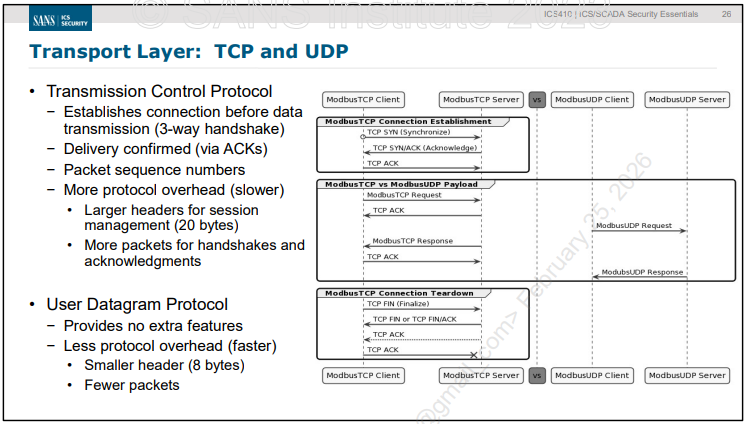 © SANS Institute 2026
SANS ICS SECURITY
IC5410 | ICS/SCADA Security Essentials 26
Transport Layer: TCP and UDP
• Transmission Control Protocol
− Establishes connection before data
transmission (3-way handshake)
− Delivery confirmed (via ACKs)
− Packet sequence numbers
− More protocol overhead (slower)
• Larger headers for session
management (20 bytes)
• More packets for handshakes and
acknowledgments
• User Datagram Protocol
− Provides no extra features
− Less protocol overhead (faster)
• Smaller header (8 bytes)
• Fewer packets
ModbusTCP Client ModbusTCP Server vs ModbusUDP Client ModbusUDP Server
ModbusTCP Connection Establishment
TCP SYN (Synchronize)
TCP SYN/ACK (Acknowledge)
TCP ACK
ModbusTCP vs ModbusUDP Payload
ModbusTCP Request
TCP ACK
ModbusUDP Request
ModbusTCP Response
TCP ACK
ModubsUDP Response
ModbusTCP Connection Teardown
TCP FIN (Finalize)
TCP FIN or TCP FIN/ACK
TCP ACK
TCP ACK
ModbusTCP Client ModbusTCP Server vs ModbusUDP Client ModbusUDP Server
@gmail.com> February 25, 2026